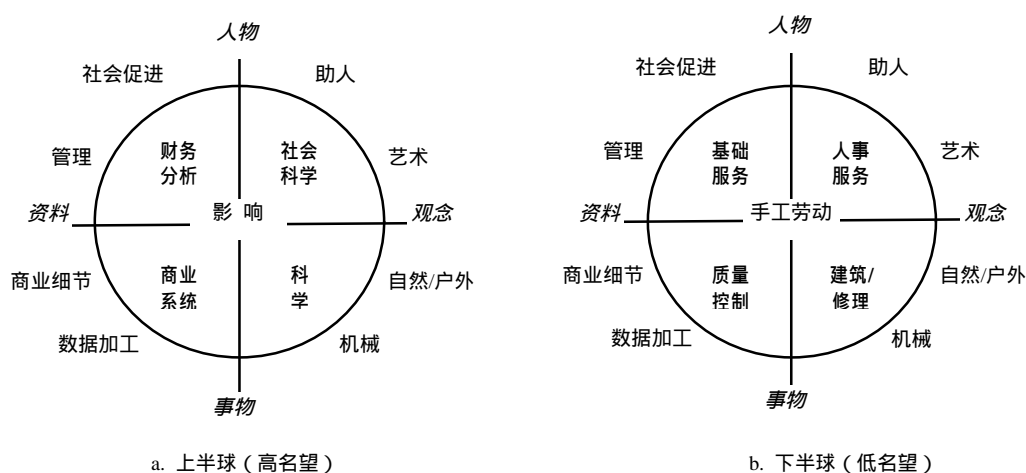 人物
社会促进
助人
管理
财务
分析
社会
科学
艺术
资料
影 响
观念
商业细节
商业
系统
科
学
自然/户外
数据加工
机械
事物
a. 上半球（高名望）
人物
社会促进
助人
管理
基础
服务
人事
服务
艺术
资料
手工劳动
观念
商业细节
质量
控制
建筑/
修理
自然/户外
数据加工
机械
事物
b. 下半球（低名望）